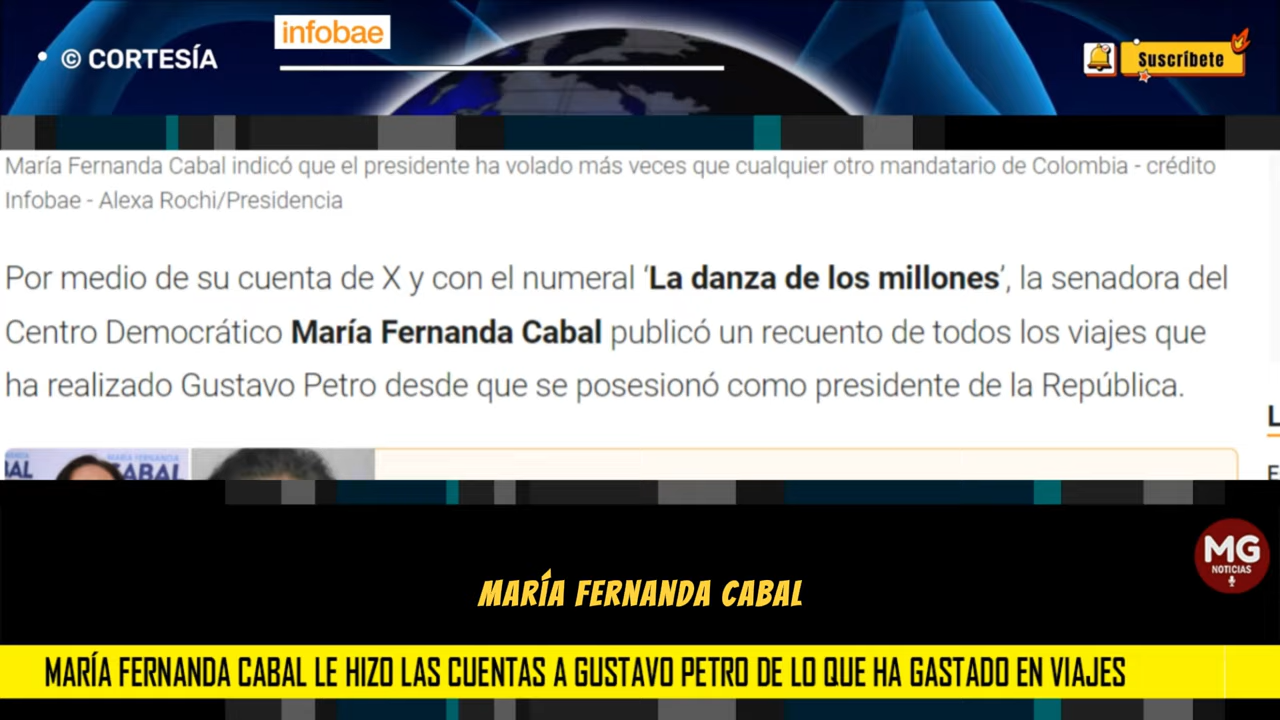 infobae
© CORTESÍA
Suscríbete
María Fernanda Cabal indicó que el presidente ha volado más veces que cualquier otro mandatario de Colombia - crédito
Infobae - Alexa Rochi/Presidencia
Por medio de su cuenta de X y con el numeral ‘La danza de los millones’, la senadora del
Centro Democrático María Fernanda Cabal publicó un recuento de todos los viajes que
ha realizado Gustavo Petro desde que se posesionó como presidente de la República.
MARÍA FERNANDA
CABAL
MG
NOTICIAS
MARÍA FERNANDA CABAL
MARÍA FERNANDA CABAL LE HIZO LAS CUENTAS A GUSTAVO PETRO DE LO QUE HA GASTADO EN VIAJES